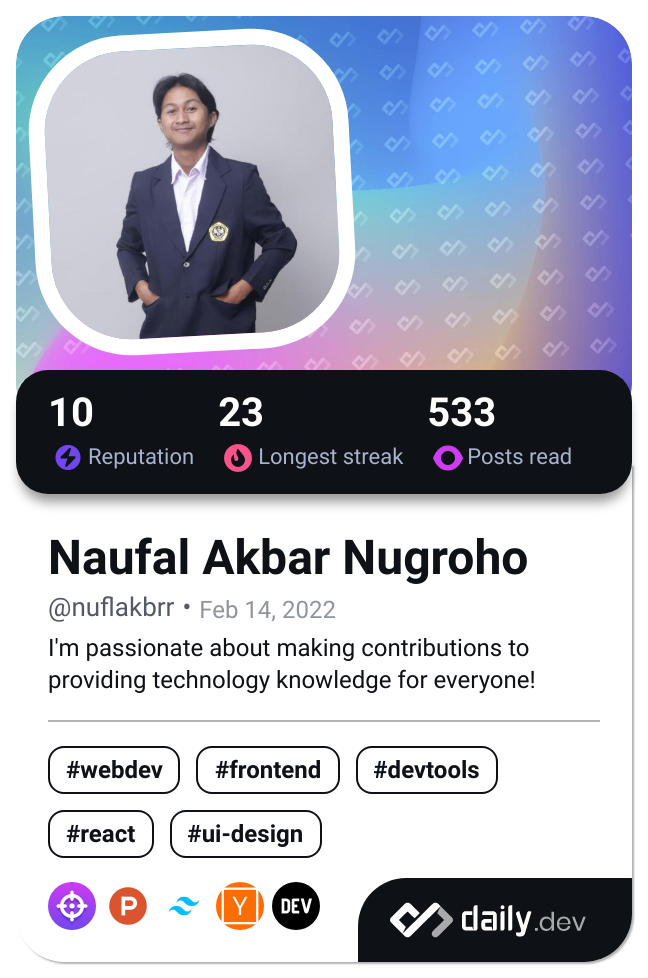 10 23 533
Reputation Longest streak Posts read
Naufal Akbar Nugroho
@nuflakbrr • Feb 14, 2022
I'm passionate about making contributions to
providing technology knowledge for everyone!
#webdev #frontend #devtools
#react #ui-design
P Y DEV
daily.dev